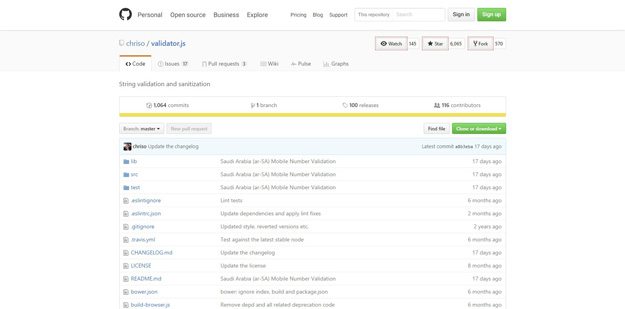 Personal Open source Business Explore Pricing Blog Support This repository Search Sign in Sign up
chriso / validator.js Watch 145 Star 6,065 Fork 570
Code Issues 17 Pull requests 3 Wiki Pulse Graphs
String validation and sanitization
1,064 commits 1 branch 100 releases 116 contributors
Branch: master New pull request Find file Clone or download
chriso Update the changelog Latest commit 17 days ago
lib Saudi Arabia (ar-SA) Mobile Number Validation 17 days ago
src Saudi Arabia (ar-SA) Mobile Number Validation 17 days ago
test Saudi Arabia (ar-SA) Mobile Number Validation 17 days ago
.eslintignore Lint tests 6 months ago
.eslintrc.json Update dependencies and apply lint fixes 2 months ago
.gitignore Updated style, reverted versions etc. 2 years ago
.travis.yml Test against the latest stable node 6 months ago
CHANGELOG.md Update the changelog 17 days ago
LICENSE Update the license 8 months ago
README.md Saudi Arabia (ar-SA) Mobile Number Validation 17 days ago
bower.json bower: ignore index, build and package.json 6 months ago
build-browser.js Remove depd and all related deprecation code 6 months ago